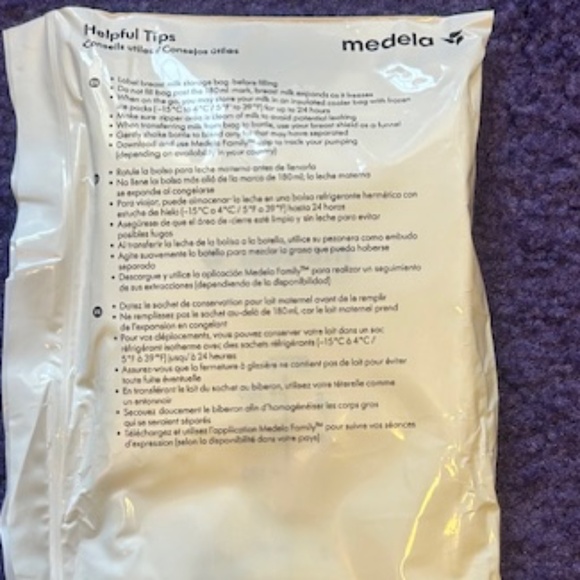 Helpful Tips
Conseils utiles / Consejos útiles
medela
EN
• Label breast milk storage bag before filling
• Do not fill bag past the 180ml mark, breast milk expands as it freezes
• When on the go, you may store your milk in an insulated cooler bag with frozen
ice packs (-15°C to 4°C / 5°F to 39°F) for up to 24 hours
• Make sure zipper area is clean of milk to avoid potential leaking
• When transferring milk from bag to bottle, use your breast shield as a funnel
• Gently shake bottle to blend any fat that may have separated
• Download and use Medela Family™ app to track your pumping
(depending on availability in your country)
• Rotule la bolsa para leche materna antes de llenarla
• No llene la bolsa más allá de la marca de 180 ml; la leche materna
se expande al congelarse
• Para viajar, puede almacenar la leche en una bolsa refrigerante hermética con
estuche de hielo (-15°C a 4°C / 5°F a 39°F) hasta 24 horas
• Asegúrese de que el área de cierre esté limpia y sin leche para evitar
posibles fugas
• Al transferir la leche de la bolsa a la botella, utilice su pezonera como embudo
• Agite suavemente la botella para mezclar la grasa que pueda haberse
separado
• Descargue y utilice la aplicación Medela Family™ para realizar un seguimiento
de sus extracciones (dependiendo de la disponibilidad)
FR
• Datez le sachet de conservation pour lait maternel avant de le remplir
• Ne remplissez pas le sachet au-delà de 180 ml, car le lait maternel prend
de l'expansion en congelant
• Pour vos déplacements, vous pouvez conserver votre lait dans un sac
réfrigérant isotherme avec des sachets réfrigérants (-15°C à 4°C /
5°F à 39°F) jusqu'à 24 heures
• Assurez-vous que la fermeture à glissière ne contient pas de lait pour éviter
toute fuite éventuelle
• En transférant le lait du sachet au biberon, utilisez votre téterelle comme
un entonnoir
• Secouez doucement le biberon afin d'homogénéiser les corps gras
qui se seraient séparés
• Téléchargez et utilisez l'application Medela Family™ pour suivre vos séances
d'expression (selon la disponibilité dans votre pays)